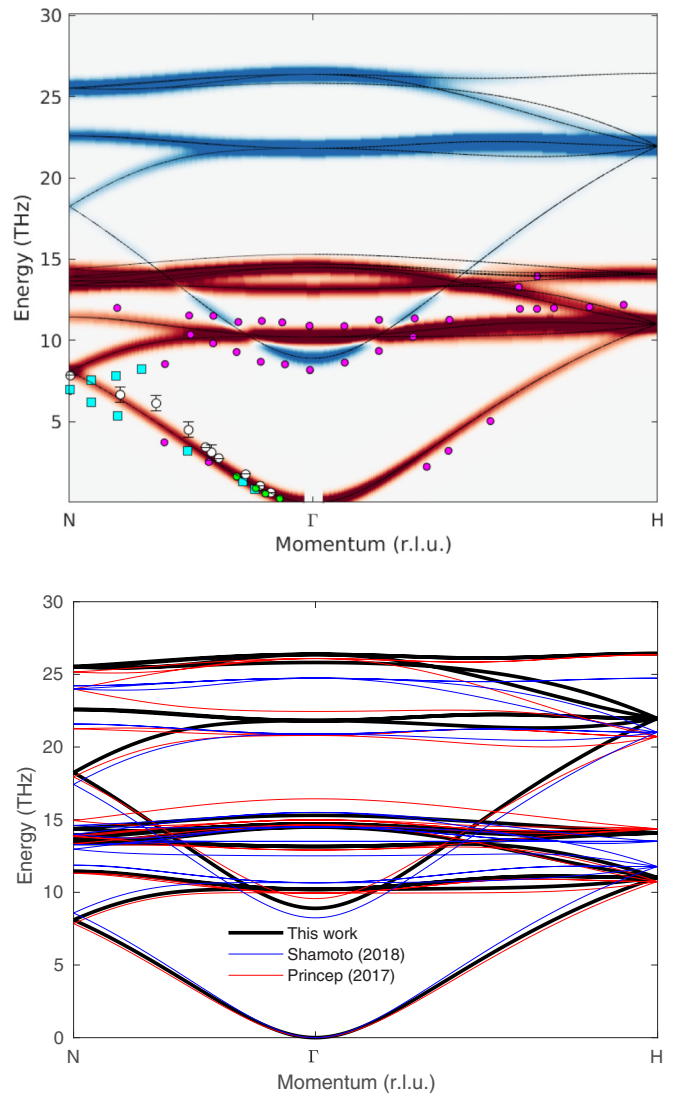 30
25
20
15
10
5
Energy (THz)
N Γ H
Momentum (r.l.u.)
30
25
20
15
10
5
0
Energy (THz)
This work
Shamoto (2018)
Princep (2017)
N Γ H
Momentum (r.l.u.)